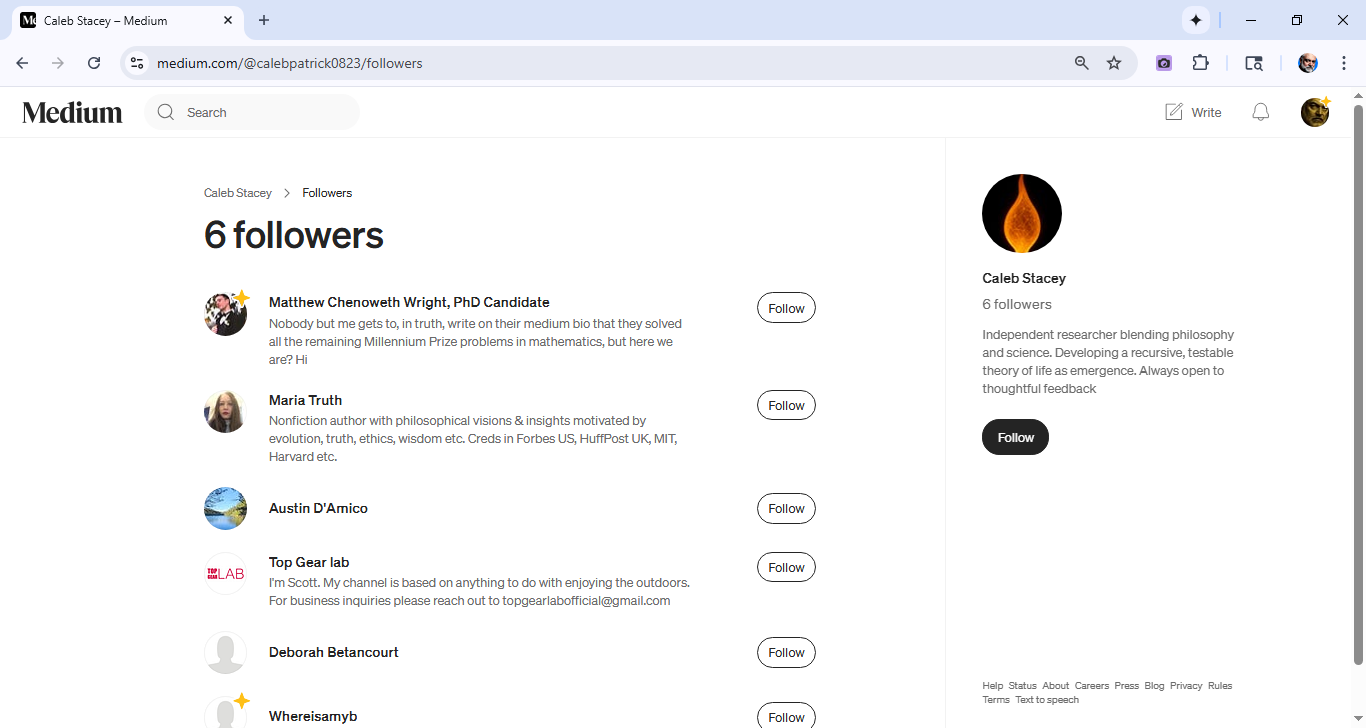 Caleb Stacey – Medium
medium.com/@calebpatrick0823/followers
Medium
Search
Write
Caleb Stacey > Followers
6 followers
Matthew Chenoweth Wright, PhD Candidate
Nobody but me gets to, in truth, write on their medium bio that they solved
all the remaining Millennium Prize problems in mathematics, but here we
are? Hi
Follow
Maria Truth
Nonfiction author with philosophical visions & insights motivated by
evolution, truth, ethics, wisdom etc. Creds in Forbes US, HuffPost UK, MIT,
Harvard etc.
Follow
Austin D'Amico
Follow
TOP GEAR LAB
Top Gear lab
I'm Scott. My channel is based on anything to do with enjoying the outdoors.
For business inquiries please reach out to topgearlabofficial@gmail.com
Follow
Deborah Betancourt
Follow
Whereisamyb
Follow
Caleb Stacey
6 followers
Independent researcher blending philosophy
and science. Developing a recursive, testable
theory of life as emergence. Always open to
thoughtful feedback
Follow
Help Status About Careers Press Blog Privacy Rules
Terms Text to speech